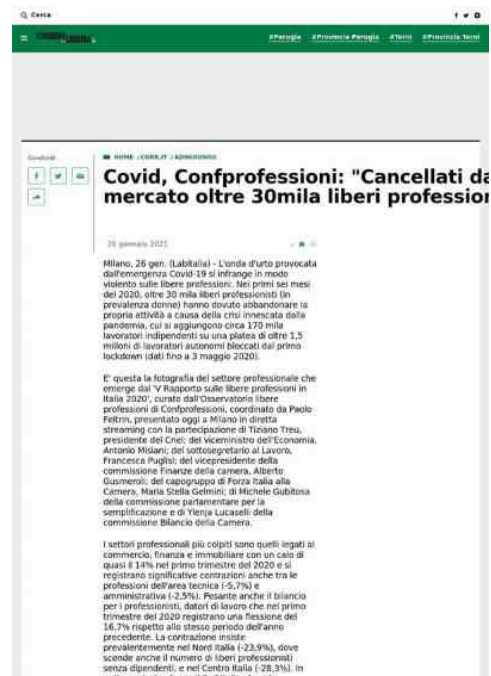 Cerca
#Perugia #Provincia Perugia #Terni #Provincia Terni
Condividi
HOME / CORR.IT / ADNKRONOS
Covid, Confprofessioni: "Cancellati da
mercato oltre 30mila liberi profession
26 gennaio 2021
Milano, 26 gen. (Labitalia) - L'onda d'urto provocata
dall'emergenza Covid-19 si infrange in modo
violento sulle libere professioni. Nei primi sei mesi
del 2020, oltre 30 mila liberi professionisti (in
prevalenza donne) hanno dovuto abbandonare la
propria attività a causa della crisi innescata dalla
pandemia, cui si aggiungono circa 170 mila
lavoratori indipendenti su una platea di oltre 1,5
milioni di lavoratori autonomi bloccati dal primo
lockdown (dati fino a 3 maggio 2020).
E' questa la fotografia del settore professionale che
emerge dal 'V Rapporto sulle libere professioni in
Italia 2020', curato dall'Osservatorio libere
professioni di Confprofessioni, coordinato da Paolo
Feltrin, presentato oggi a Milano in diretta
streaming con la partecipazione di Tiziano Treu,
presidente del Cnel; del viceministro dell'Economia,
Antonio Misiani; del sottosegretario al Lavoro,
Francesca Puglisi; del vicepresidente della
commissione Finanze della camera, Alberto
Gusmeroli; del capogruppo di Forza Italia alla
Camera, Maria Stella Gelmini; di Michele Gubitosa
della commissione parlamentare per la
semplificazione e di Ylenja Lucaselli della
commissione Bilancio della Camera.
I settori professionali più colpiti sono quelli legati al
commercio, finanza e immobiliare con un calo di
quasi il 14% nel primo trimestre del 2020 e si
registrano significative contrazioni anche tra le
professioni dell'area tecnica (-5,7%) e
amministrativa (-2,5%). Pesante anche il bilancio
per i professionisti, datori di lavoro che nel primo
trimestre del 2020 registrano una flessione del
16,7% rispetto allo stesso periodo dell'anno
precedente. La contrazione insiste
prevalentemente nel Nord Italia (-23,9%), dove
scende anche il numero di liberi professionisti
senza dipendenti, e nel Centro Italia (-28,3%). In